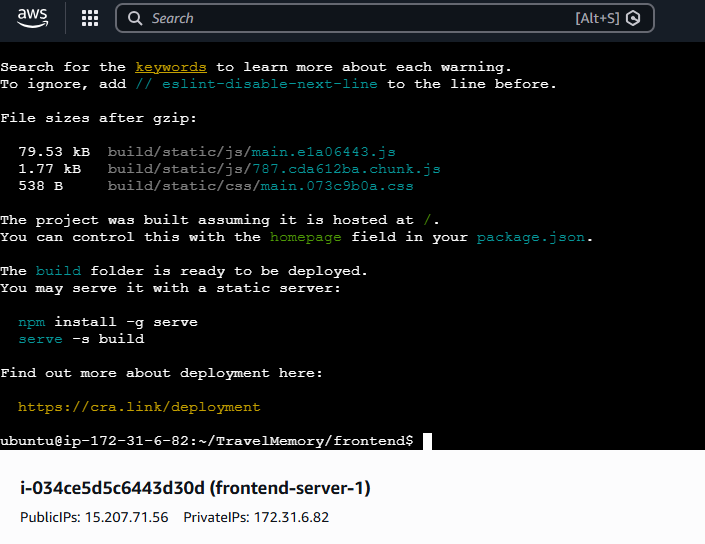 aws
Search [Alt+S]
Search for the keywords to learn more about each warning.
To ignore, add // eslint-disable-next-line to the line before.
File sizes after gzip:
79.53 kB build/static/js/main.e1a06443.js
1.77 kB build/static/js/787.cda612ba.chunk.js
538 B build/static/css/main.073c9b0a.css
The project was built assuming it is hosted at /.
You can control this with the homepage field in your package.json.
The build folder is ready to be deployed.
You may serve it with a static server:
npm install -g serve
serve -s build
Find out more about deployment here:
https://cra.link/deployment
ubuntu@ip-172-31-6-82:~/TravelMemory/frontend$
i-034ce5d5c6443d30d (frontend-server-1)
PublicIPs: 15.207.71.56 PrivateIPs: 172.31.6.82